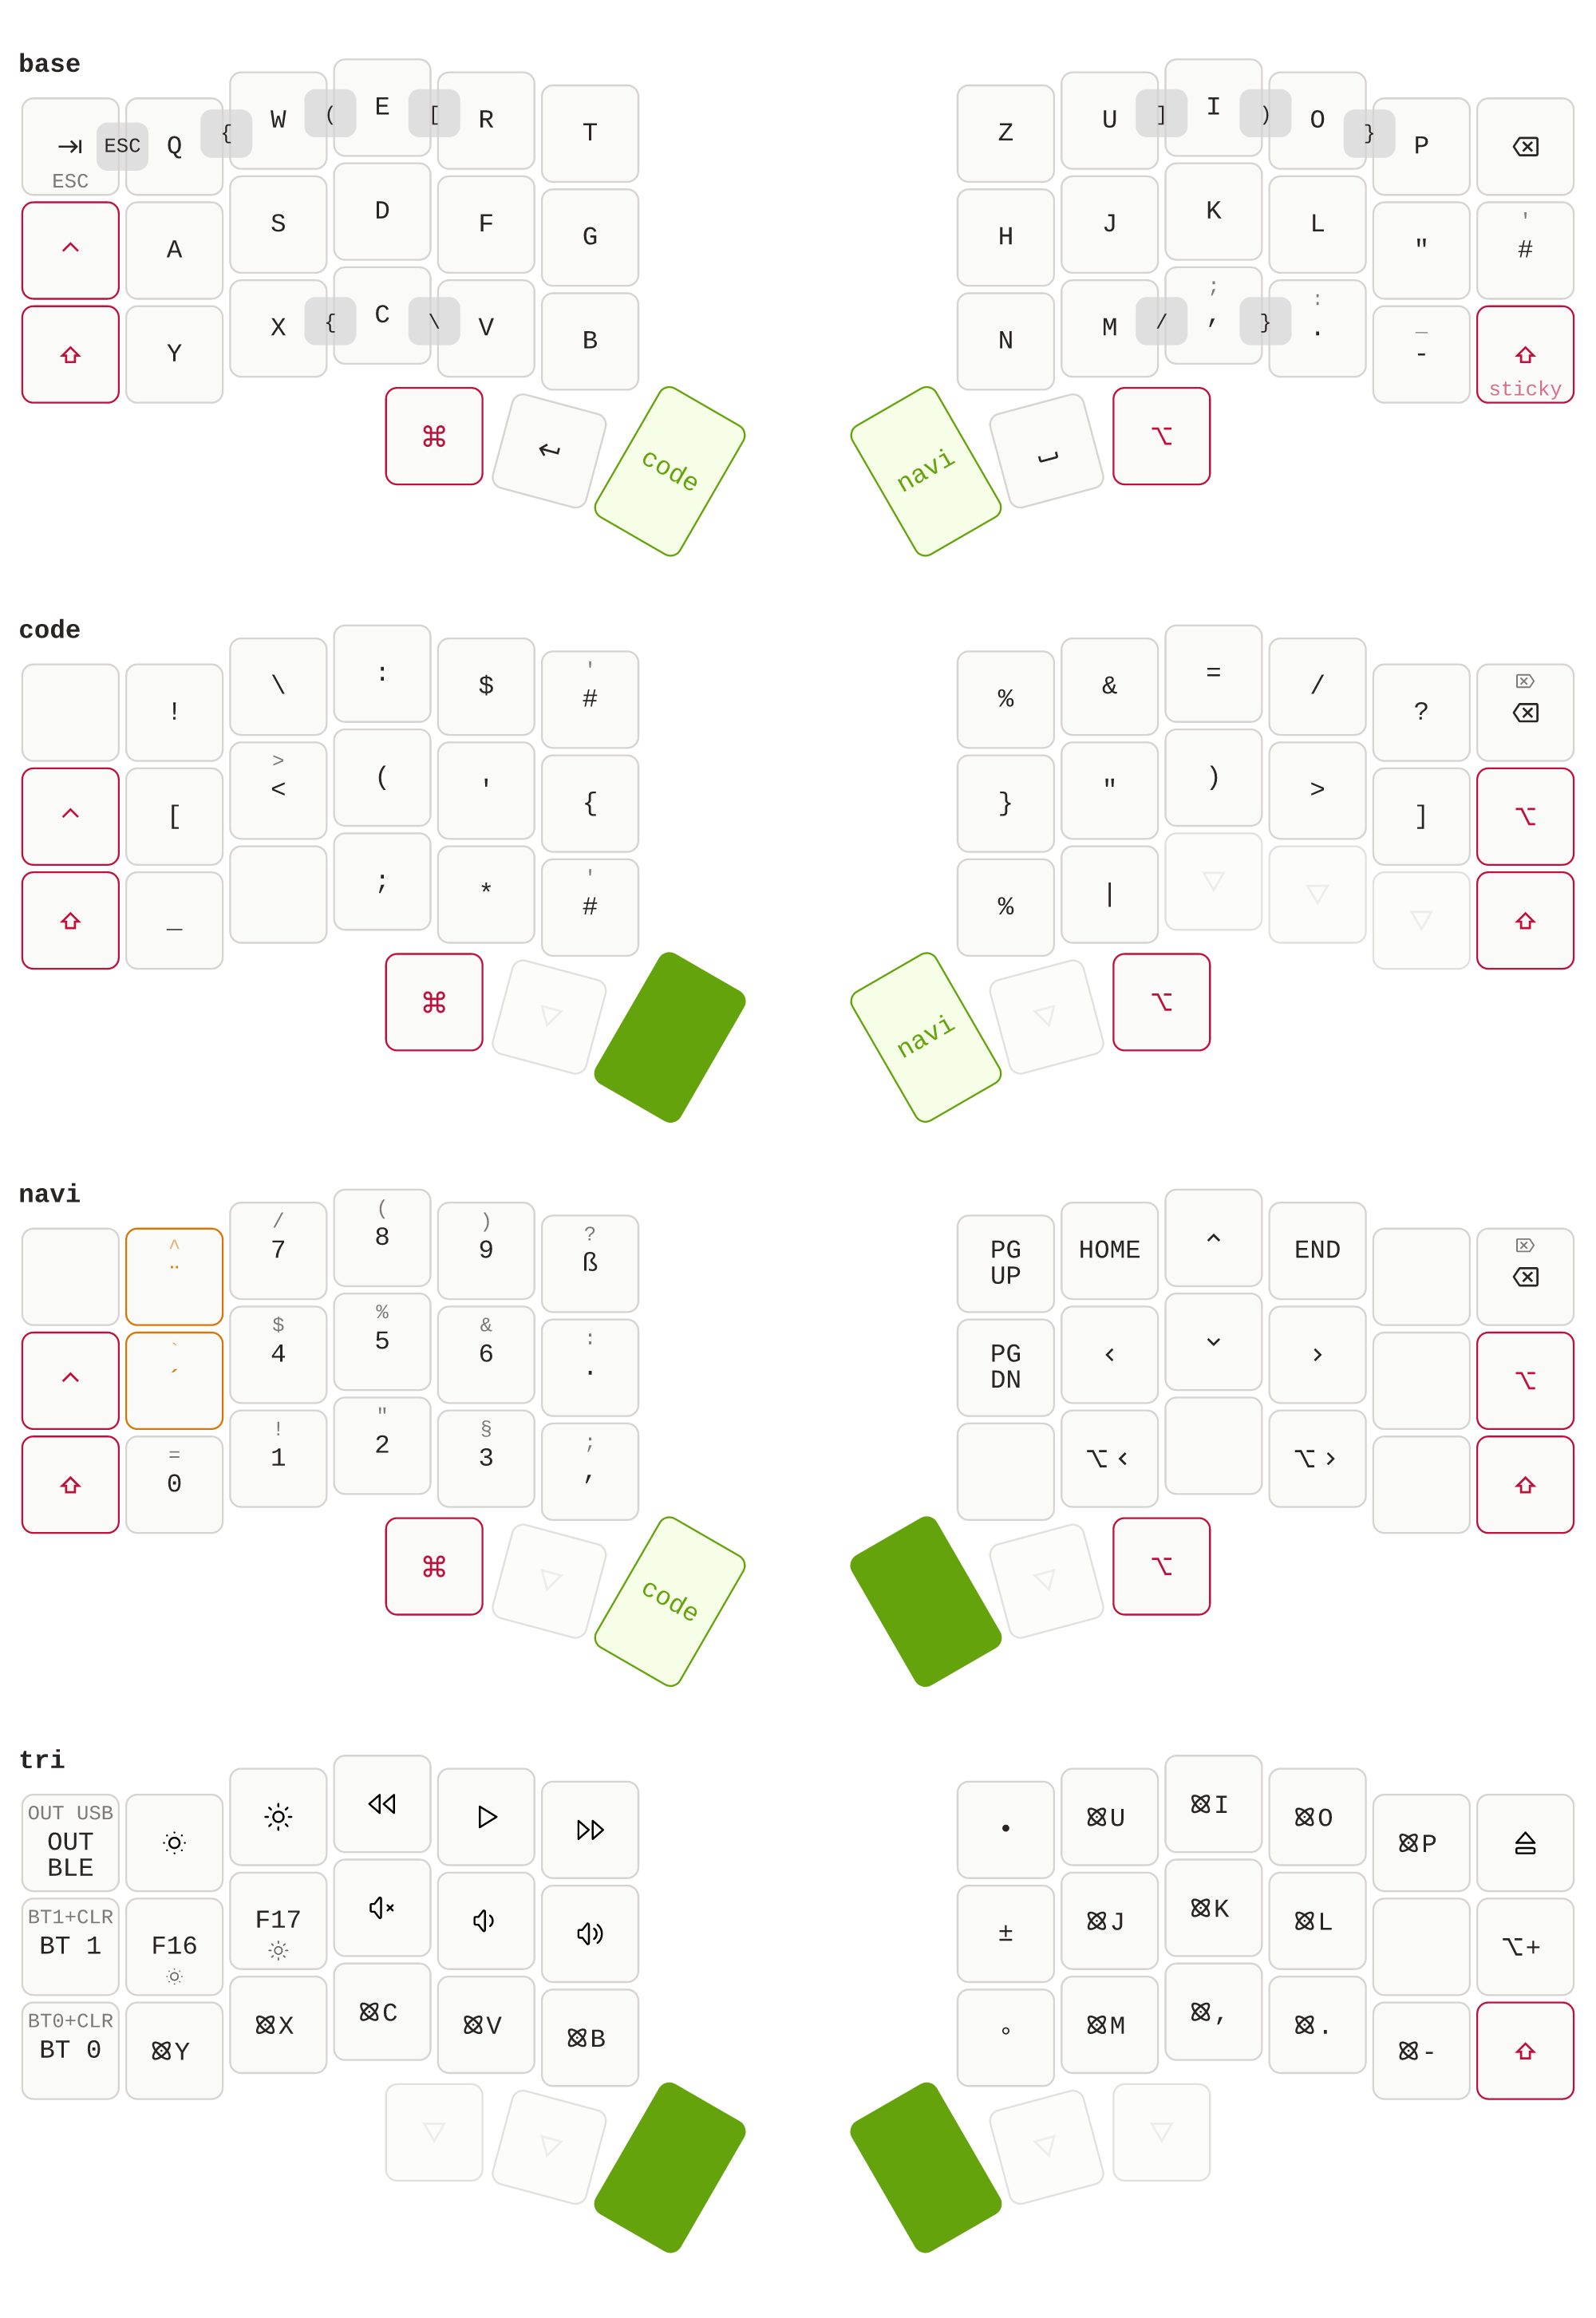 base
⇥ ESC Q { W ( E [ R T Z U ] I ) O } P ⌫
ESC
^ A S D F G H J K L " ' #
⇧ Y X { C \ V B N M / ; , } : . _ - ⇧
sticky
⌘ ↵ code navi ⎵ ⌥
code
! \ : $ ' # % & = / ? ⌦ ⌫
^ [ > < ( ' { } " ) > ] ⌥
⇧ _ ; * ' # % | ▽ ▽ ▽ ⇧
⌘ ▽ navi ▽ ⌥
navi
^ ¨ / 7 ( 8 ) 9 ? ß PG UP HOME ^ END ⌦ ⌫
^ ` ´ $ 4 % 5 & 6 : . PG DN < ⌄ > ⌥
⇧ = 0 ! 1 " 2 § 3 ; , ⌥ < ⌥ > ⇧
⌘ ▽ code ▽ ⌥
tri
OUT USB
OUT
BLE
• U I O P ⏏
BT1+CLR
BT 1 F16 F17 ± J K L ⌥+
BT0+CLR
BT 0 Y X C V B ° M , . - ⇧
▽ ▽ ▽ ▽